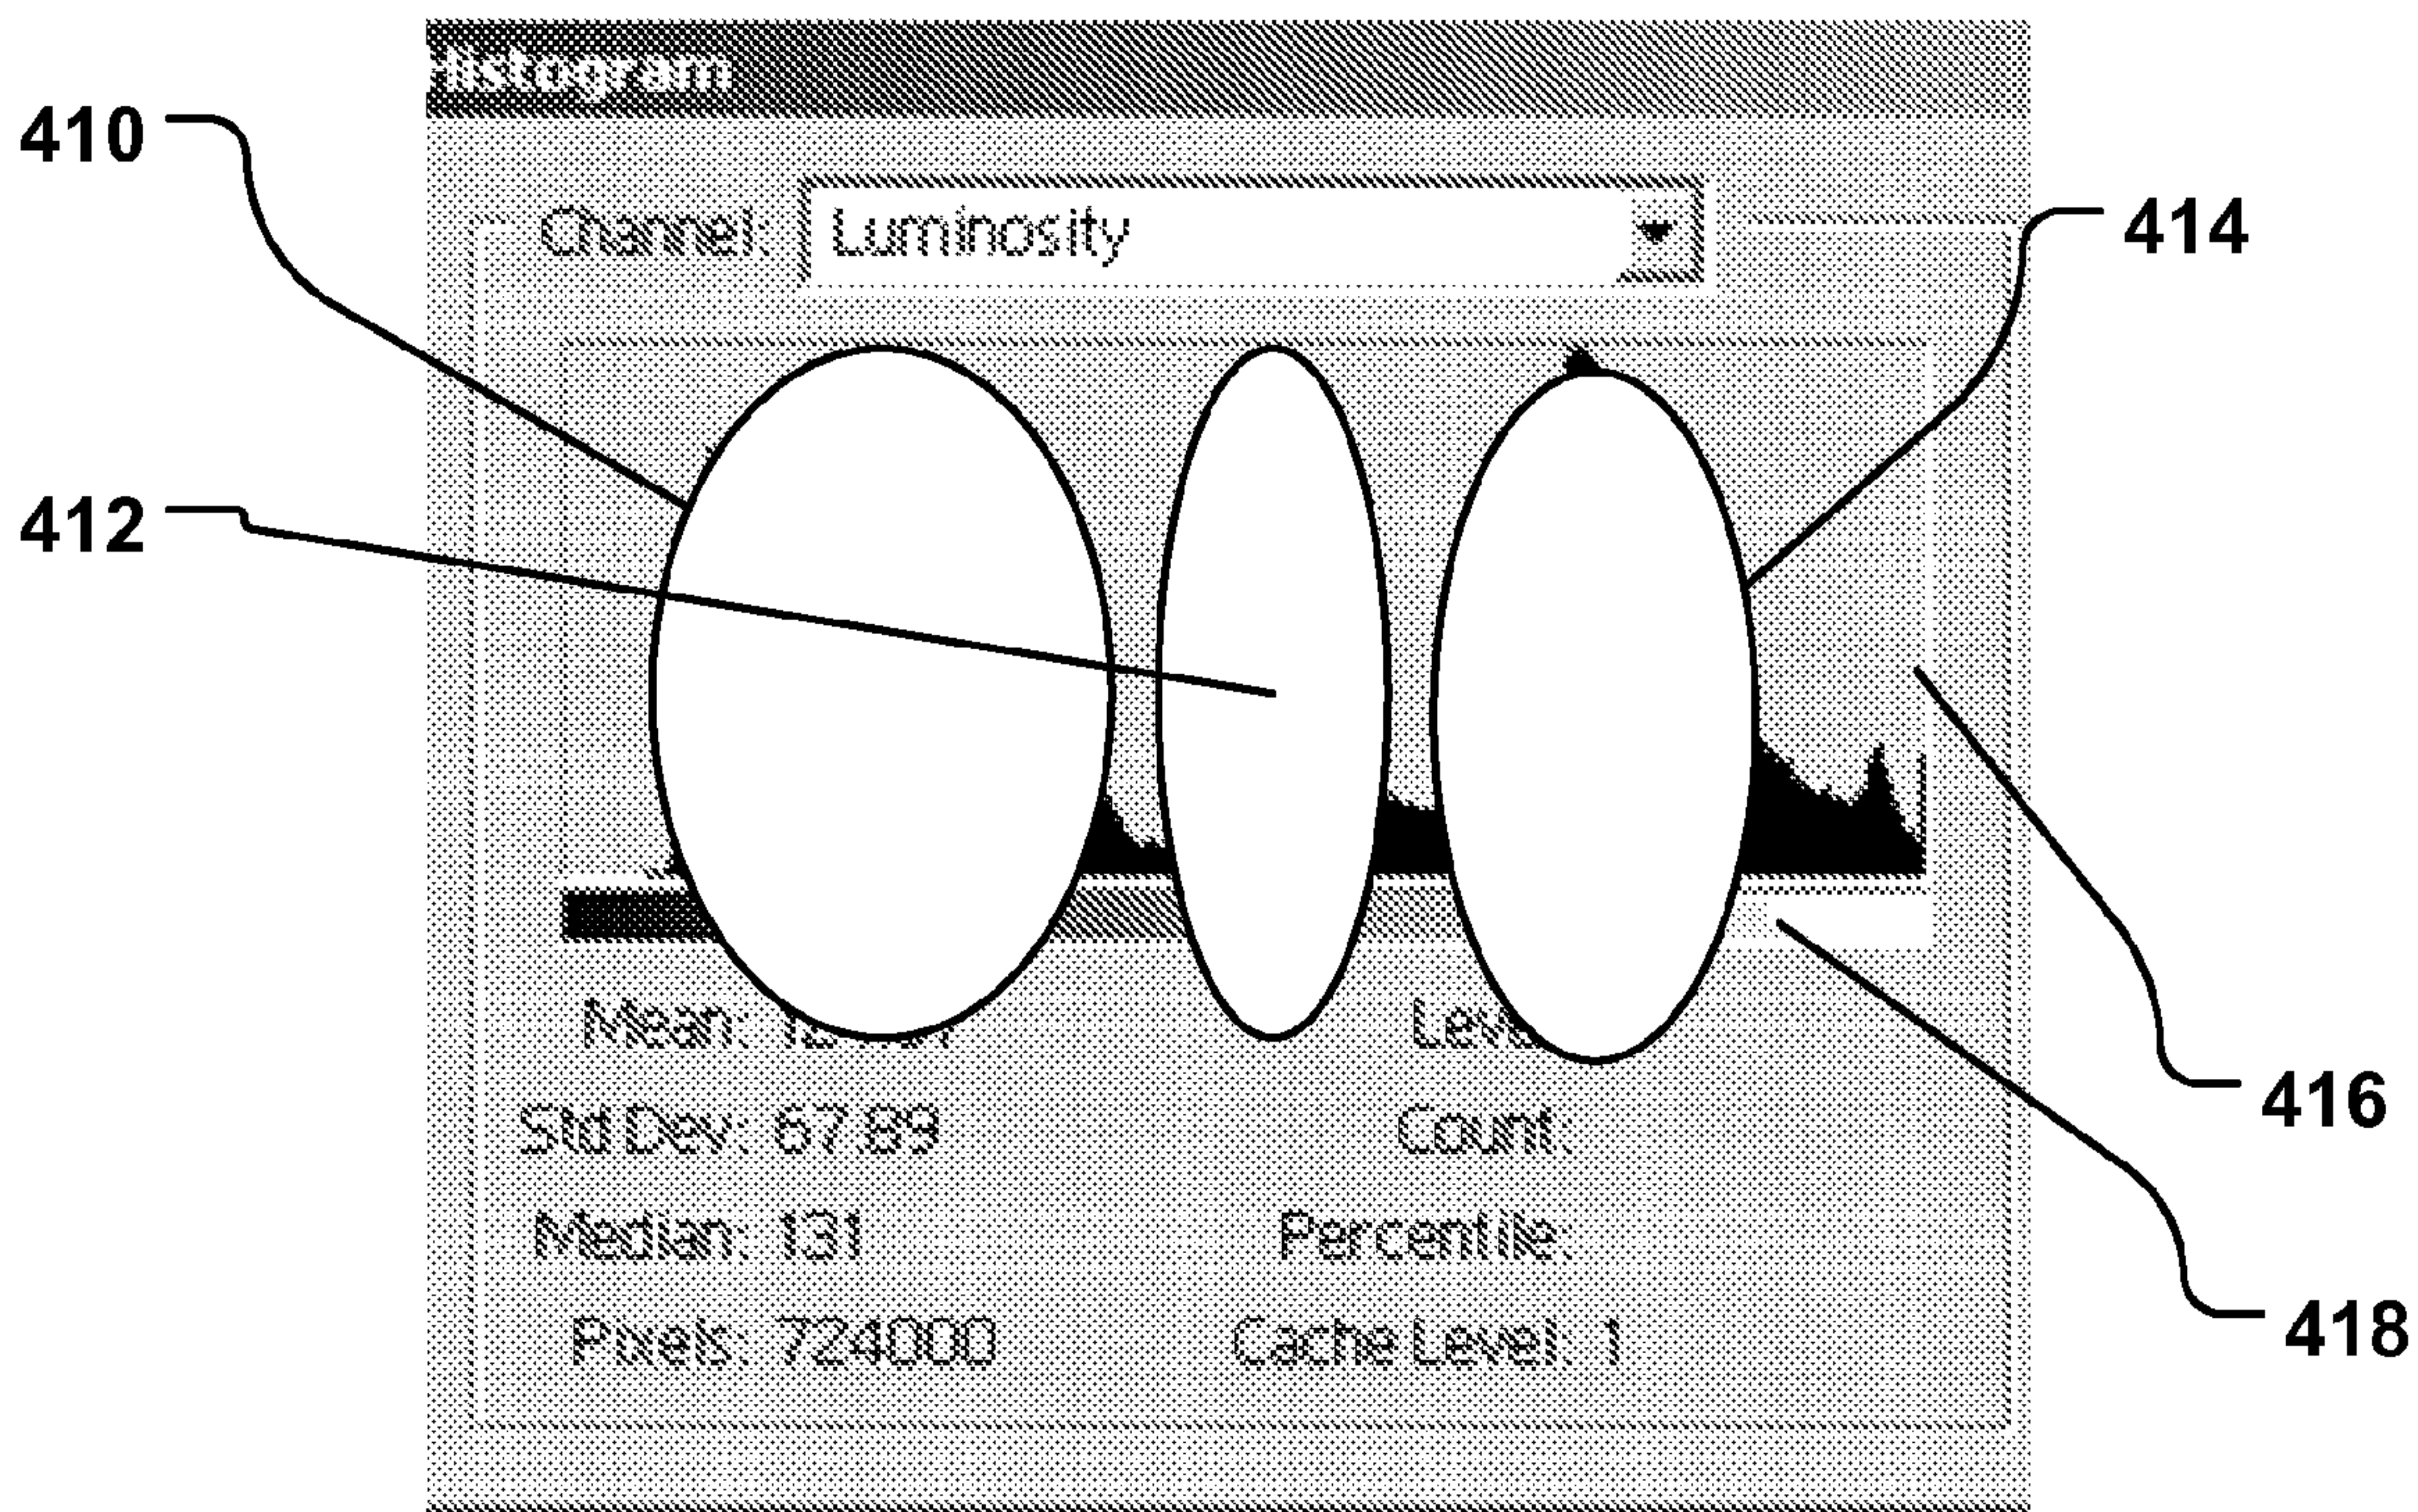 Histogram
410
Channel: Luminosity
414
412
Mean:
Std Dev: 67.89 Count:
416
Median: 131 Percentile:
Pixels: 724000 Cache Level: 1
418